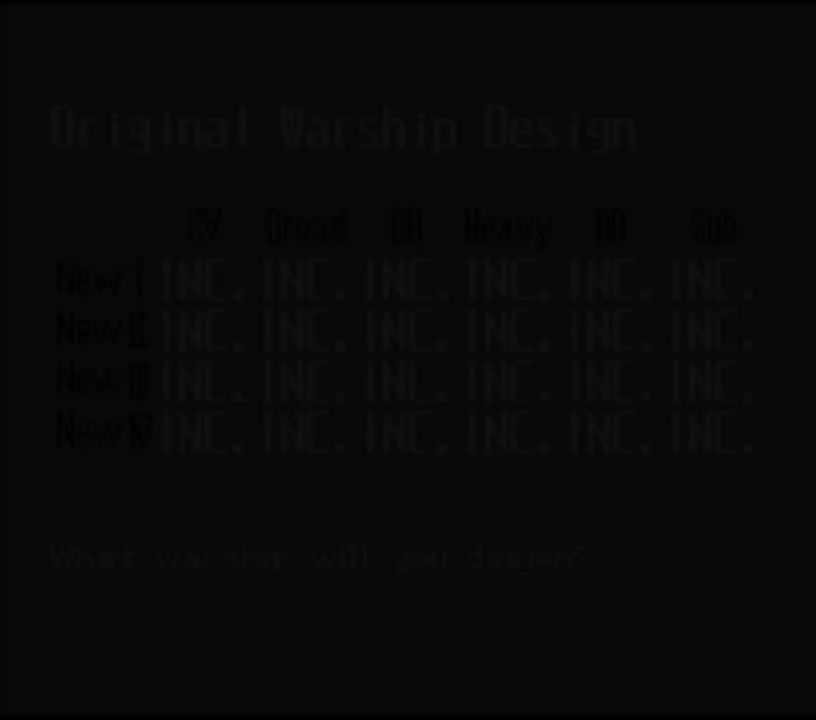 Original Warship Design
CV Dread BB Heavy DD Sub
New I INC. INC. INC. INC. INC. INC.
New II INC. INC. INC. INC. INC. INC.
New III INC. INC. INC. INC. INC. INC.
New IV INC. INC. INC. INC. INC. INC.
What warship will you design?